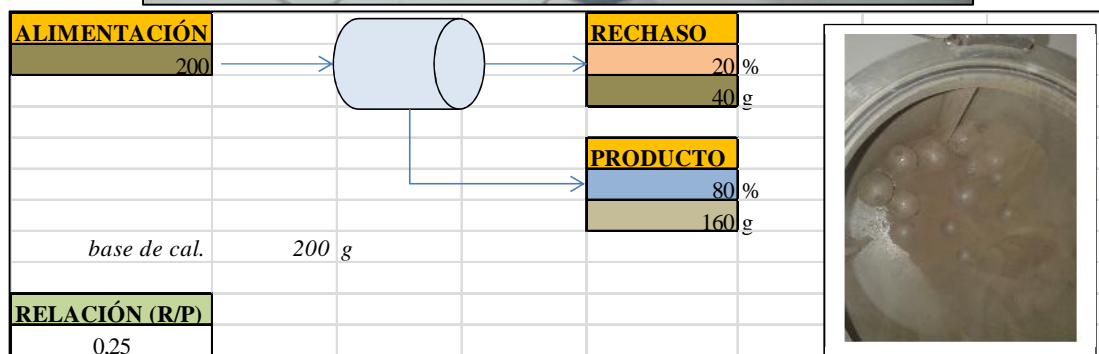 ALIMENTACIÓN
200
RECHASO
20 %
40 g
PRODUCTO
80 %
160 g
base de cal. 200 g
RELACIÓN (R/P)
0,25